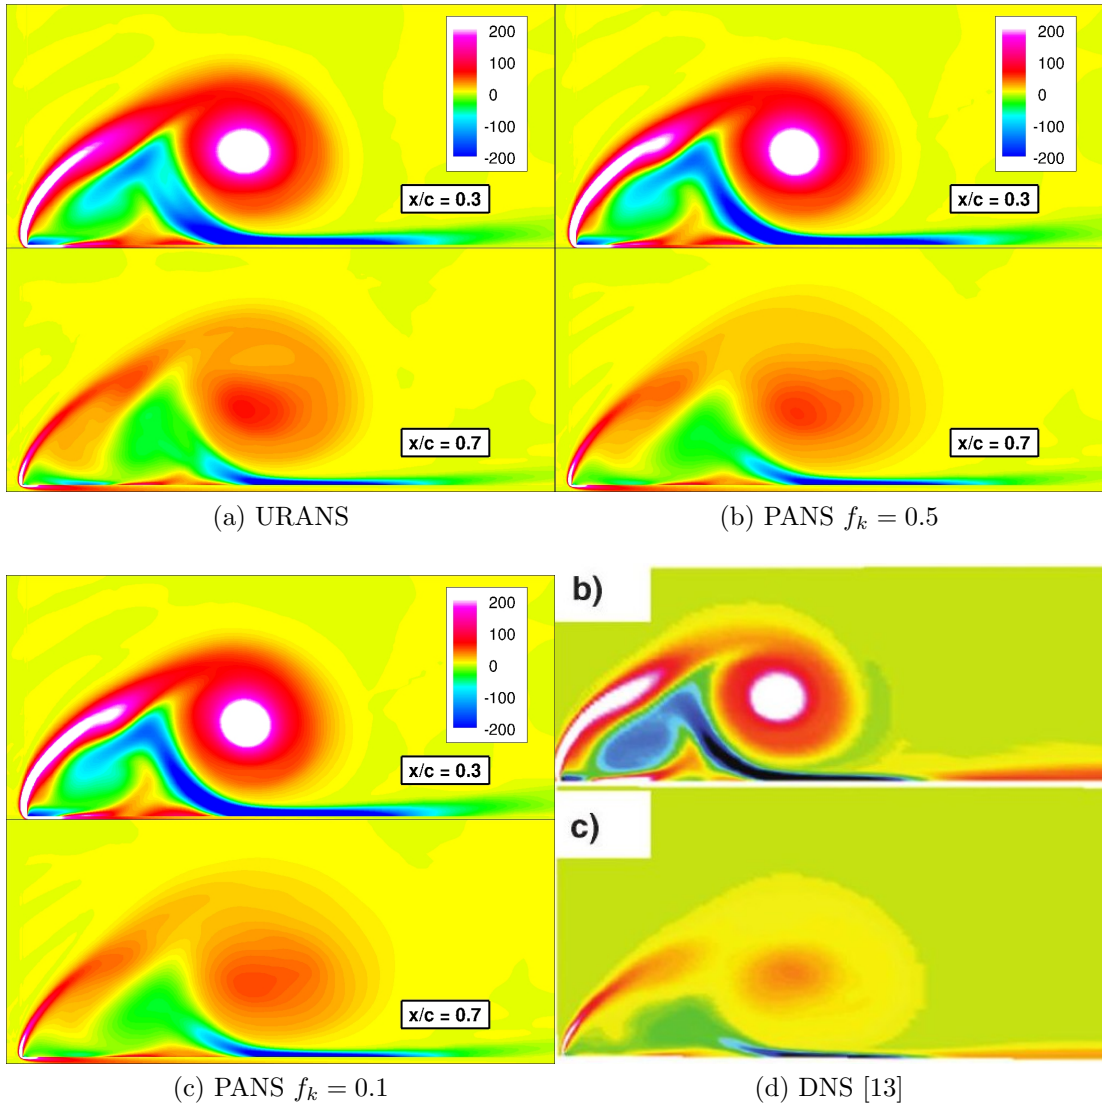 200
100
0
-100
-200
x/c = 0.3
200
100
0
-100
-200
x/c = 0.3
x/c = 0.7
x/c = 0.7
(a) URANS
(b) PANS f_k = 0.5
200
100
0
-100
-200
x/c = 0.3
b)
x/c = 0.7
c)
(c) PANS f_k = 0.1
(d) DNS [13]